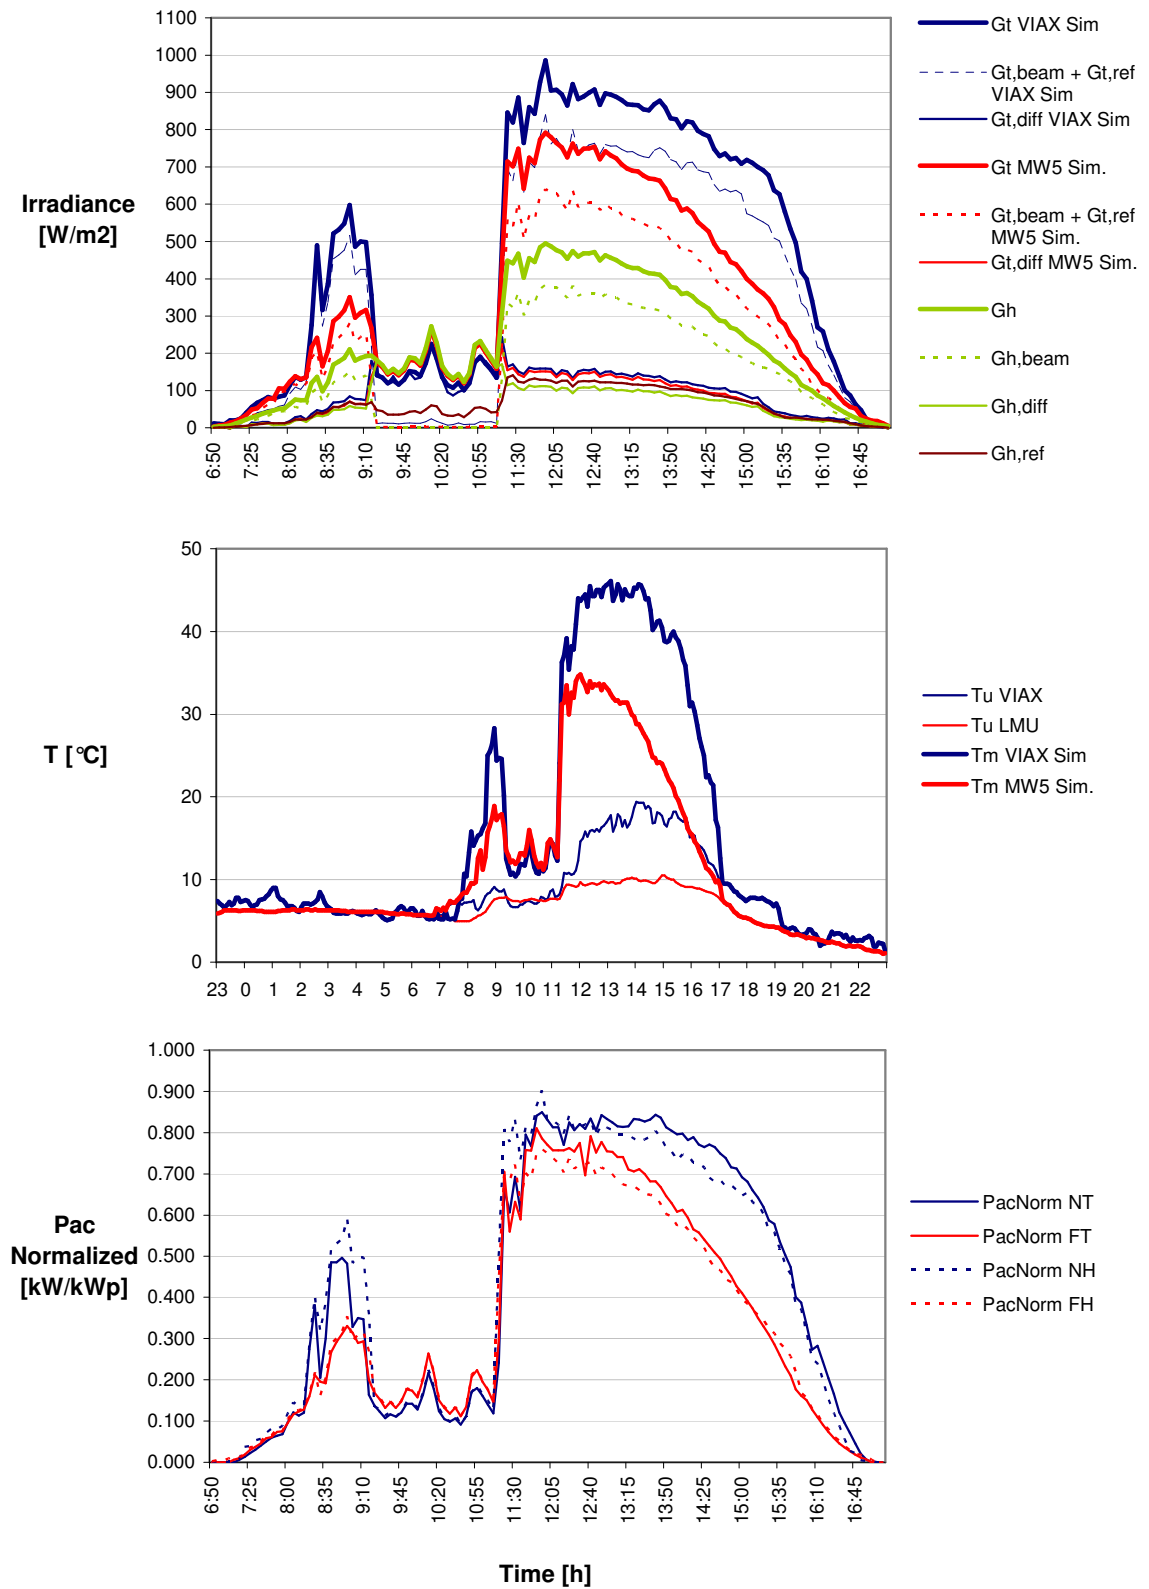 1100
1000
900
800
700
600
500
400
300
200
100
0
Irradiance
[W/m2]
6:50
7:25
8:00
8:35
9:10
9:45
10:20
10:55
11:30
12:05
12:40
13:15
13:50
14:25
15:00
15:35
16:10
16:45
Gt VIAX Sim
Gt,beam + Gt,ref
VIAX Sim
Gt,diff VIAX Sim
Gt MW5 Sim.
Gt,beam + Gt,ref
MW5 Sim.
Gt,diff MW5 Sim.
Gh
Gh,beam
Gh,diff
Gh,ref
50
40
30
20
10
0
T [°C]
23 0 1 2 3 4 5 6 7 8 9 10 11 12 13 14 15 16 17 18 19 20 21 22
Tu VIAX
Tu LMU
Tm VIAX Sim
Tm MW5 Sim.
1.000
0.900
0.800
0.700
0.600
0.500
0.400
0.300
0.200
0.100
0.000
Pac
Normalized
[kW/kWp]
6:50
7:25
8:00
8:35
9:10
9:45
10:20
10:55
11:30
12:05
12:40
13:15
13:50
14:25
15:00
15:35
16:10
16:45
PacNorm NT
PacNorm FT
PacNorm NH
PacNorm FH
Time [h]